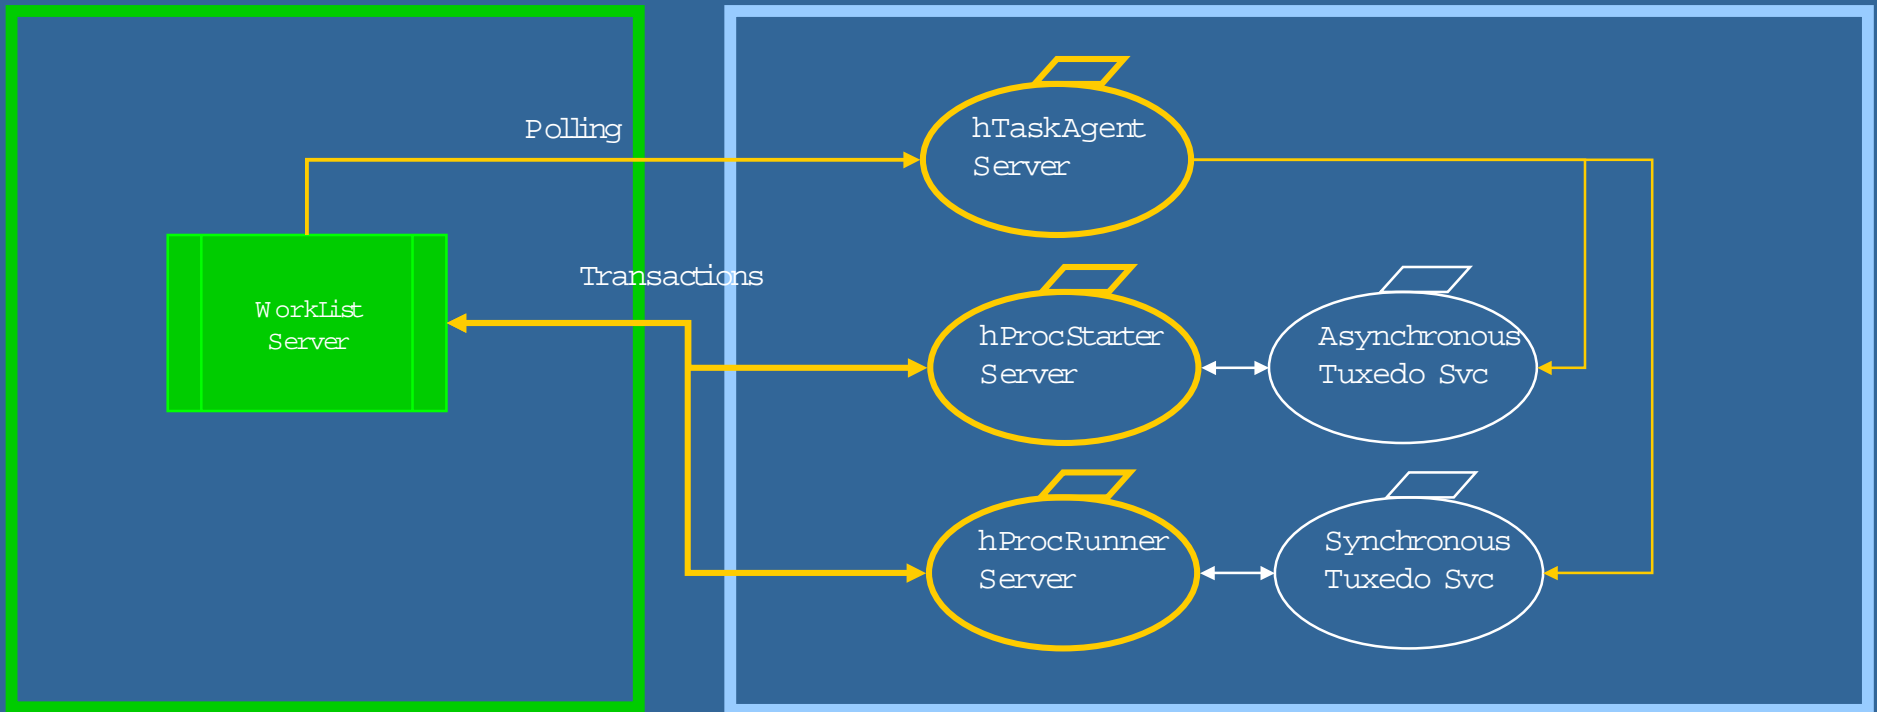 Polling
hTaskAgent
Server
Transactions
WorkList
Server
hProcStarter
Server
Asynchronous
Tuxedo Svc
hProcRunner
Server
Synchronous
Tuxedo Svc